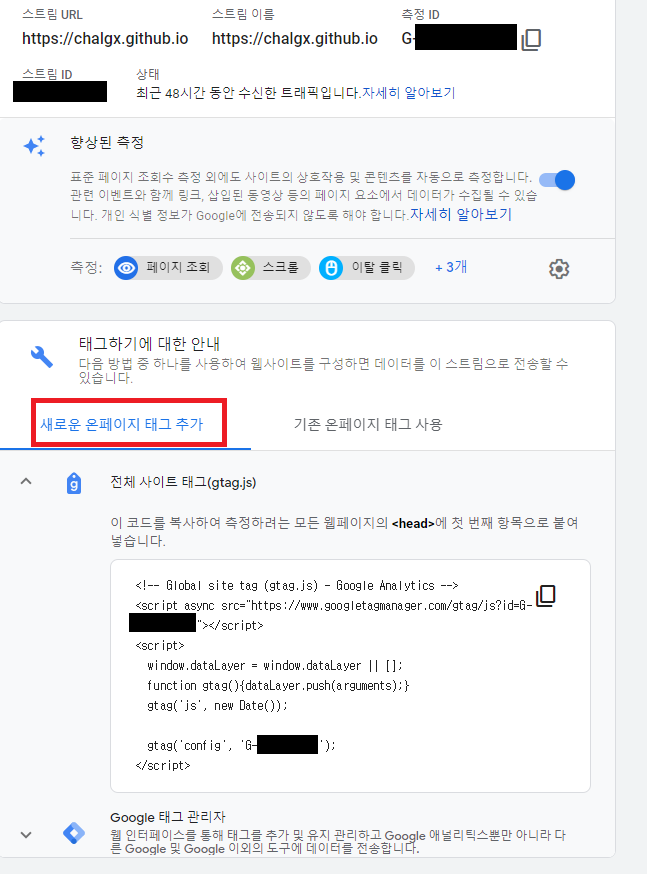 스트림 URL 스트림 이름 측정 ID
https://chalgx.github.io https://chalgx.github.io G-
스트림 ID 상태
최근 48시간 동안 수신한 트래픽입니다.자세히 알아보기
향상된 측정
표준 페이지 조회수 측정 외에도 사이트의 상호작용 및 콘텐츠를 자동으로 측정합니다.
관련 이벤트와 함께 링크, 삽입된 동영상 등의 페이지 요소에서 데이터가 수집될 수 있습
니다. 개인 식별 정보가 Google에 전송되지 않도록 해야 합니다.자세히 알아보기
측정: 페이지 조회 스크롤 이탈 클릭 + 3개
태그하기에 대한 안내
다음 방법 중 하나를 사용하여 웹사이트를 구성하면 데이터를 이 스트림으로 전송할 수
있습니다.
새로운 온페이지 태그 추가 기존 온페이지 태그 사용
g 전체 사이트 태그(gtag.js)
이 코드를 복사하여 측정하려는 모든 웹페이지의 <head>에 첫 번째 항목으로 붙여
넣습니다.
<!-- Global site tag (gtag.js) - Google Analytics -->
<script async src="https://www.googletagmanager.com/gtag/js?id=G-
"></script>
<script>
window.dataLayer = window.dataLayer || [];
function gtag(){dataLayer.push(arguments);}
gtag('js', new Date());
gtag('config', 'G-');
</script>
Google 태그 관리자
웹 인터페이스를 통해 태그를 추가 및 유지 관리하고 Google 애널리틱스뿐만 아니라 다
른 Google 및 Google 이외의 도구에 데이터를 전송합니다.